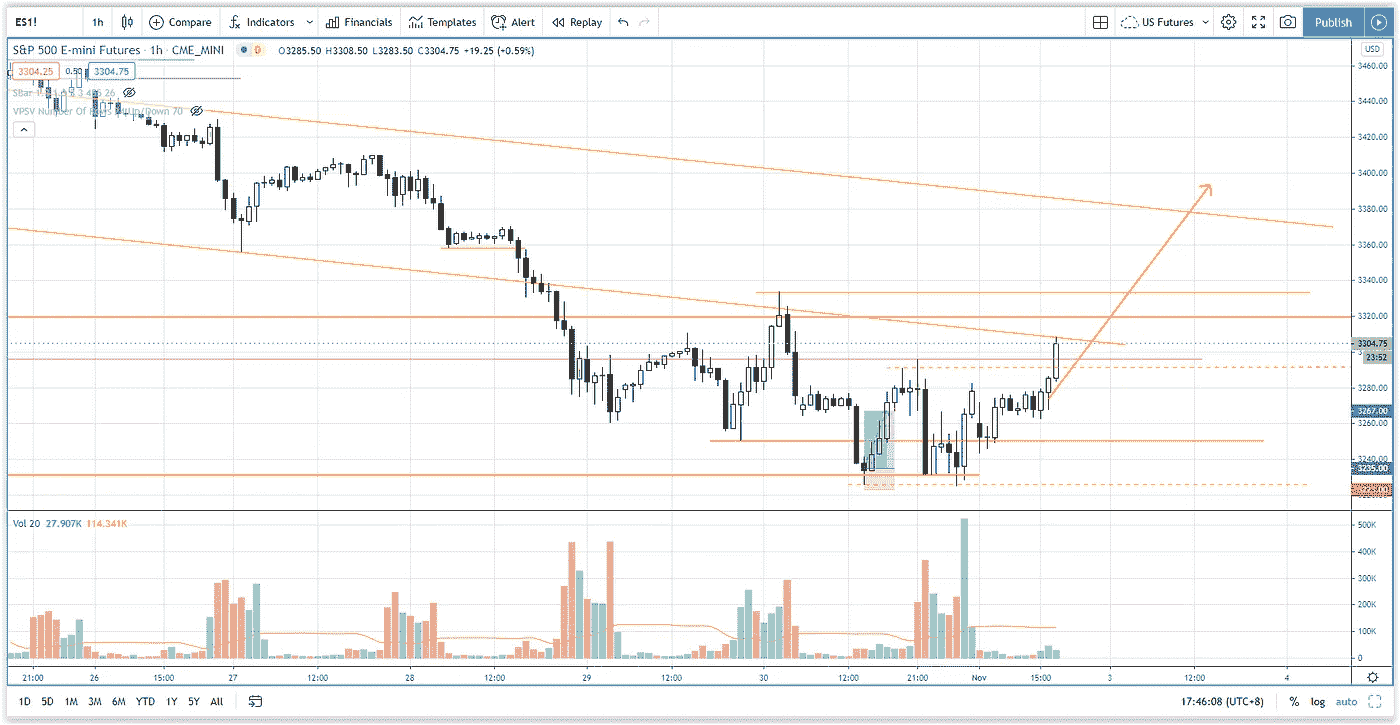 ES1! 1h Compare Indicators Financials Templates Alert Replay US Futures Publish
S&P 500 E-mini Futures · 1h · CME_MINI O3285.50 H3308.50 L3283.50 C3304.75 +19.25 (+0.59%) USD
3304.25 0.50 3304.75
SBar
VPSV Number Of Up/Down 70
3460.00
3440.00
3420.00
3400.00
3380.00
3360.00
3340.00
3320.00
3304.75
23:52
3280.00
3267.00
3260.00
3240.00
3235.00
Vol 20 27.907K 114.341K
500K
400K
300K
200K
100K
0
21:00 26 15:00 27 12:00 28 12:00 29 12:00 30 12:00 21:00 Nov 15:00 3 12:00 4
1D 5D 1M 3M 6M YTD 1Y 5Y All 17:46:08 (UTC+8) % log auto